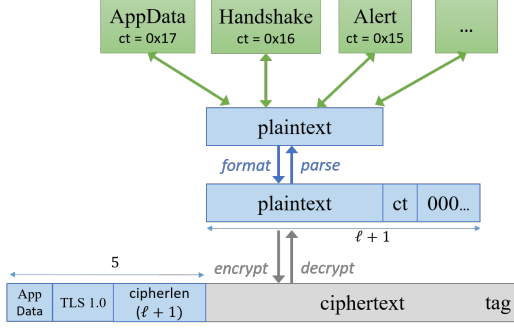 AppData
ct = 0x17
Handshake
ct = 0x16
Alert
ct = 0x15
...
plaintext
format
parse
plaintext
ct
000...
ℓ + 1
5
encrypt
decrypt
App
Data
TLS 1.0
cipherlen
(ℓ + 1)
ciphertext
tag